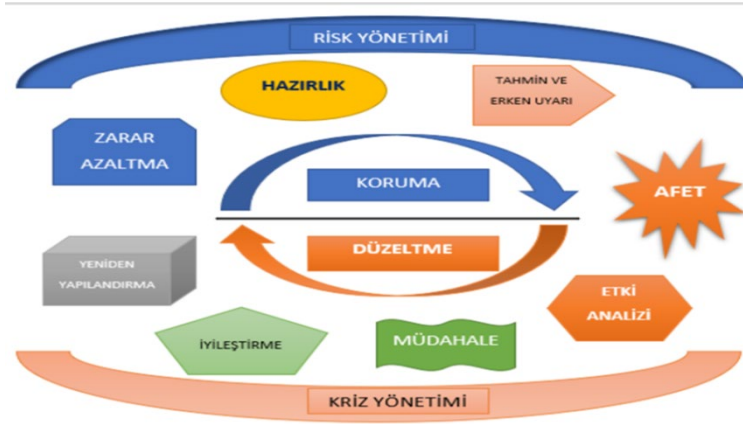 RİSK YÖNETİMİ
HAZIRLIK
TAHMİN VE
ERKEN UYARI
ZARAR
AZALTMA
KORUMA
AFET
DÜZELTME
YENİDEN
YAPILANDIRMA
ETKİ
ANALİZİ
İYİLEŞTİRME
MÜDAHALE
KRİZ YÖNETİMİ